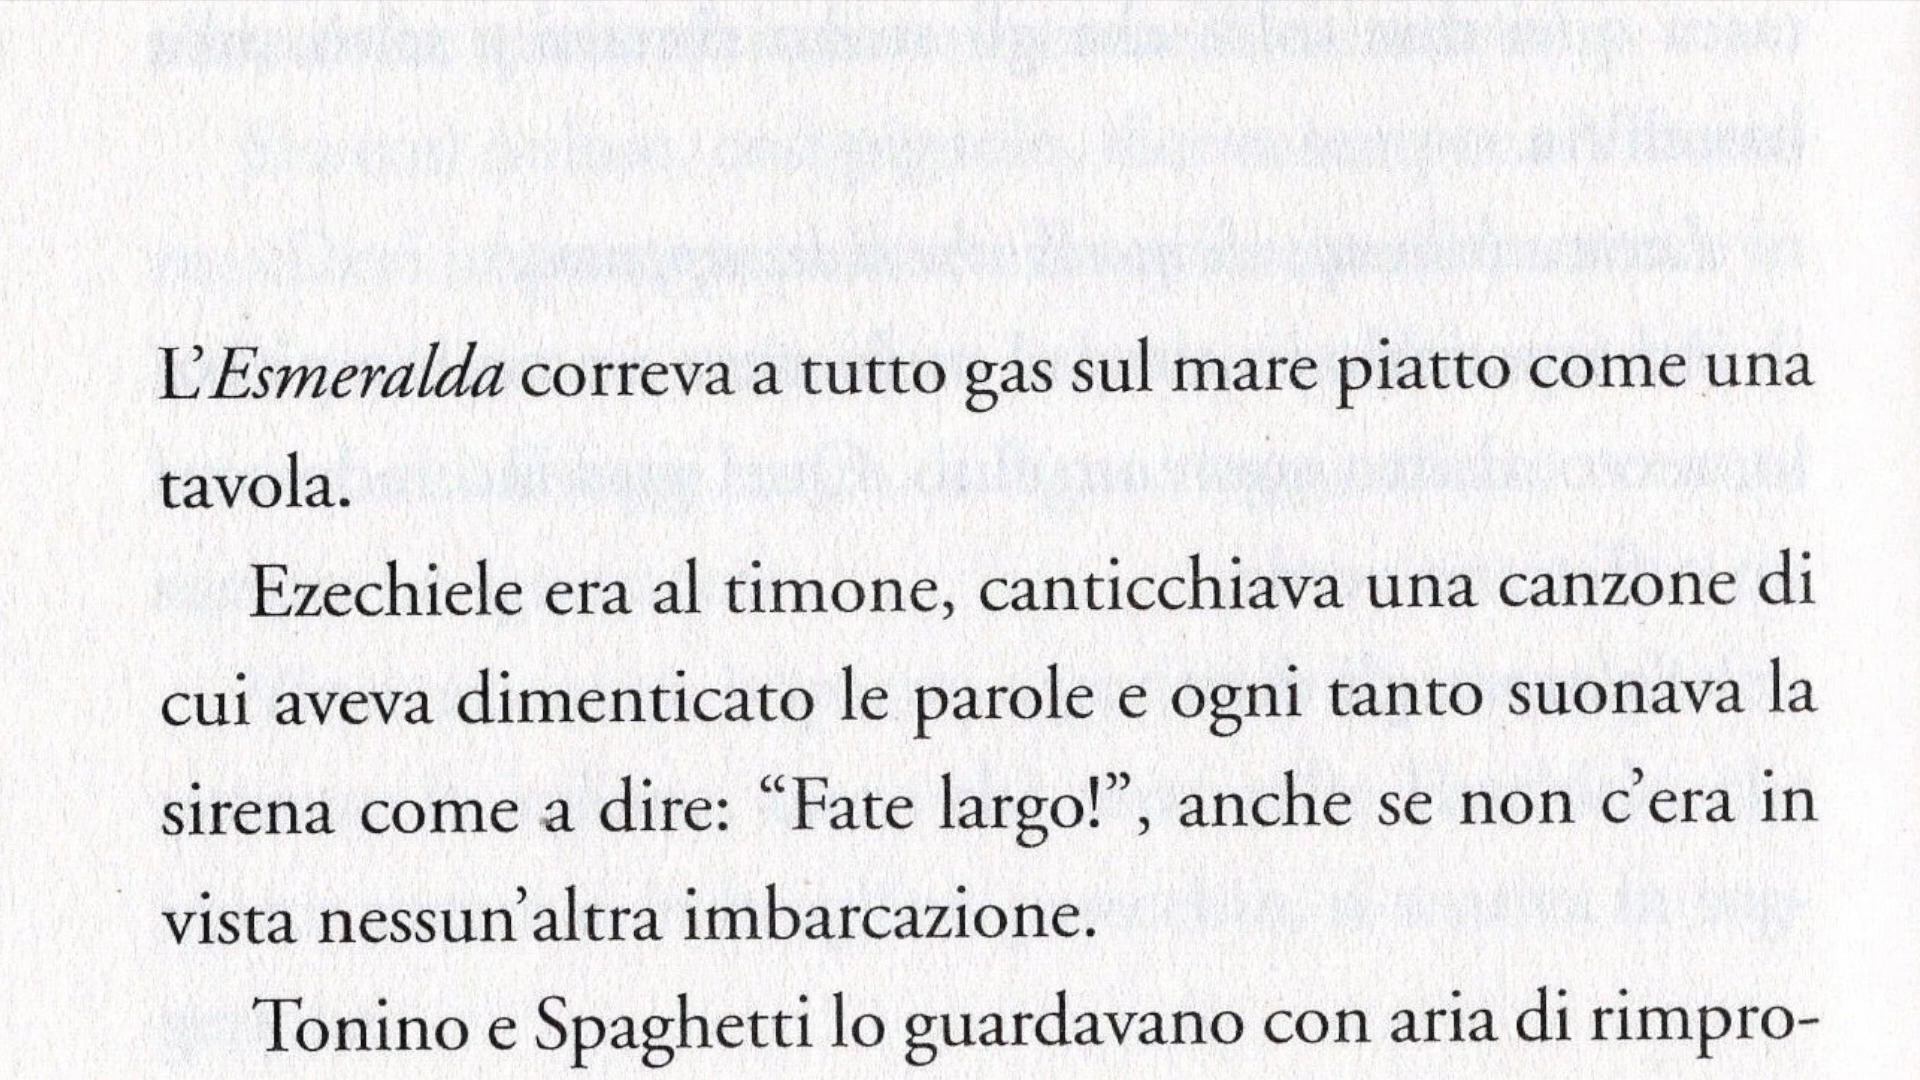 L’Esmeralda correva a tutto gas sul mare piatto come una
tavola.
Ezechiele era al timone, canticchiava una canzone di
cui aveva dimenticato le parole e ogni tanto suonava la
sirena come a dire: “Fate largo!”, anche se non c’era in
vista nessun’altra imbarcazione.
Tonino e Spaghetti lo guardavano con aria di rimpro-